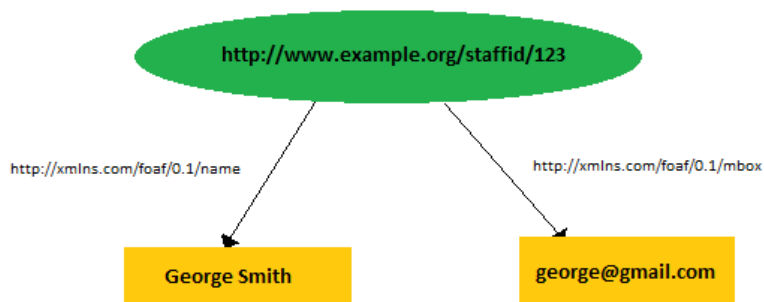 http://www.example.org/staffid/123
http://xmlns.com/foaf/0.1/name
http://xmlns.com/foaf/0.1/mbox
George Smith
george@gmail.com